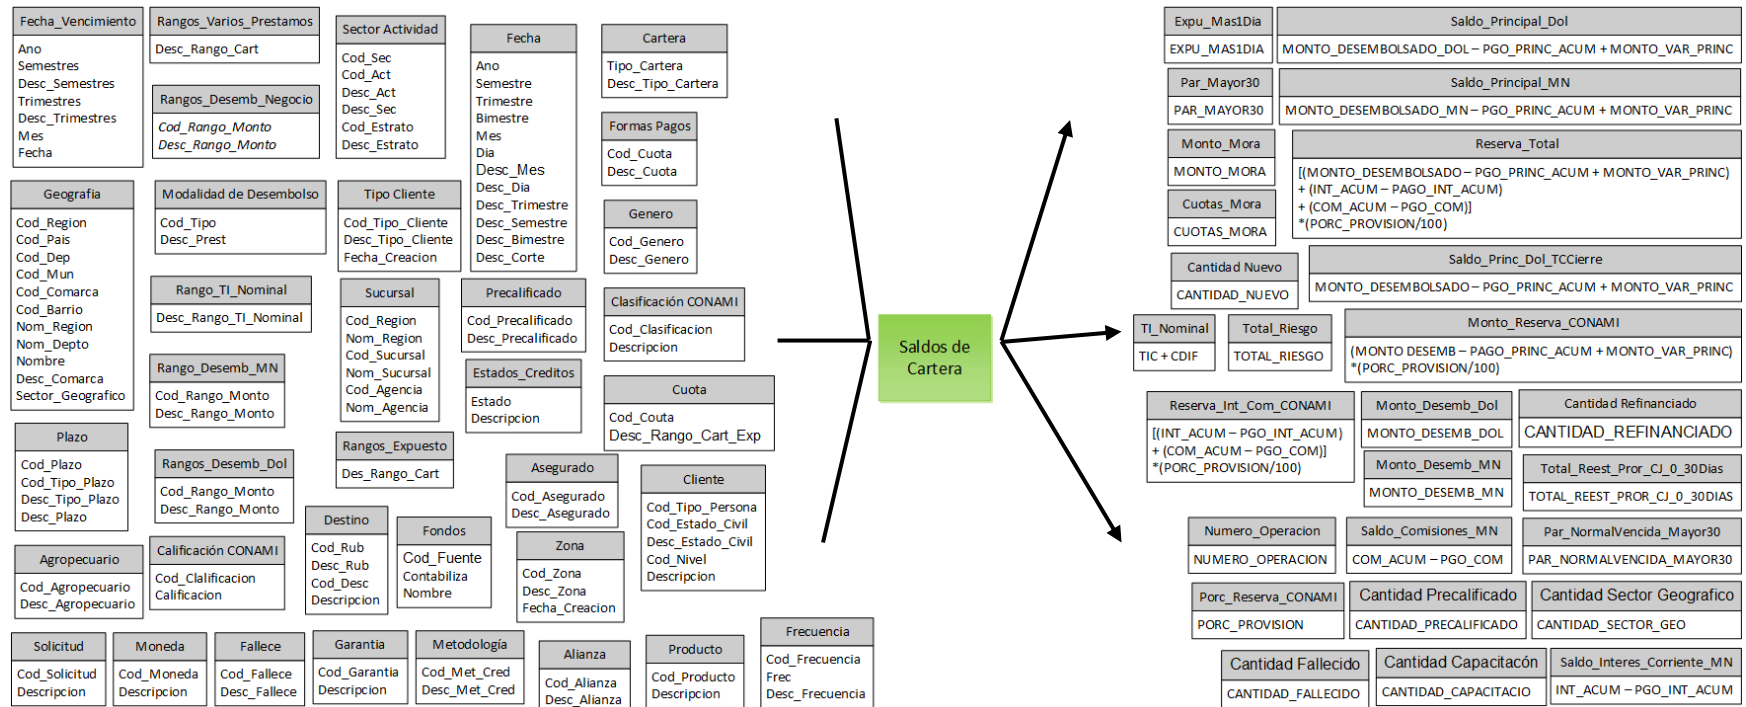 Fecha_Vencimiento
Ano
Semestres
Desc_Semestres
Trimestres
Desc_Trimestres
Mes
Fecha
Rangos_Varios_Prestamos
Desc_Rango_Cart
Rangos_Desemb_Negocio
Cod_Rango_Monto
Desc_Rango_Monto
Sector Actividad
Cod_Sec
Cod_Act
Desc_Act
Desc_Sec
Cod_Estrato
Desc_Estrato
Fecha
Ano
Semestre
Trimestre
Bimestre
Mes
Dia
Desc_Mes
Desc_Dia
Desc_Trimestre
Desc_Semestre
Desc_Bimestre
Desc_Corte
Cartera
Tipo_Cartera
Desc_Tipo_Cartera
Formas Pagos
Cod_Cuota
Desc_Cuota
Geografia
Cod_Region
Cod_Pais
Cod_Dep
Cod_Mun
Cod_Comarca
Cod_Barrio
Nom_Region
Nom_Depto
Nombre
Desc_Comarca
Sector_Geografico
Modalidad de Desembolso
Cod_Tipo
Desc_Prest
Tipo Cliente
Cod_Tipo_Cliente
Desc_Tipo_Cliente
Fecha_Creacion
Genero
Cod_Genero
Desc_Genero
Rango_TI_Nominal
Desc_Rango_TI_Nominal
Sucursal
Cod_Region
Nom_Region
Cod_Sucursal
Nom_Sucursal
Cod_Agencia
Nom_Agencia
Precalificado
Cod_Precalificado
Desc_Precalificado
Clasificación CONAMI
Cod_Clasificacion
Descripcion
Rango_Desemb_MN
Cod_Rango_Monto
Desc_Rango_Monto
Estados_Creditos
Estado
Descripcion
Cuota
Cod_Couta
Desc_Rango_Cart_Exp
Plazo
Cod_Plazo
Cod_Tipo_Plazo
Desc_Tipo_Plazo
Desc_Plazo
Rangos_Desemb_Dol
Cod_Rango_Monto
Desc_Rango_Monto
Rangos_Expuesto
Des_Rango_Cart
Asegurado
Cod_Asegurado
Desc_Asegurado
Cliente
Cod_Tipo_Persona
Cod_Estado_Civil
Desc_Estado_Civil
Cod_Nivel
Descripcion
Destino
Cod_Rub
Desc_Rub
Cod_Desc
Descripcion
Fondos
Cod_Fuente
Contabiliza
Nombre
Zona
Cod_Zona
Desc_Zona
Fecha_Creacion
Agropecuario
Cod_Agropecuario
Desc_Agropecuario
Calificación CONAMI
Cod_Clalificacion
Calificacion
Solicitud
Cod_Solicitud
Descripcion
Moneda
Cod_Moneda
Descripcion
Fallece
Cod_Fallece
Desc_Fallece
Garantia
Cod_Garantia
Descripcion
Metodología
Cod_Met_Cred
Desc_Met_Cred
Alianza
Cod_Alianza
Desc_Alianza
Producto
Cod_Producto
Descripcion
Frecuencia
Cod_Frecuencia
Frec
Desc_Frecuencia
Saldos de
Cartera
Expu_Mas1Dia
EXPU_MAS1DIA
Saldo_Principal_Dol
MONTO_DESEMBOLSADO_DOL – PGO_PRINC_ACUM + MONTO_VAR_PRINC
Par_Mayor30
PAR_MAYOR30
Saldo_Principal_MN
MONTO_DESEMBOLSADO_MN – PGO_PRINC_ACUM + MONTO_VAR_PRINC
Monto_Mora
MONTO_MORA
Reserva_Total
[(MONTO_DESEMBOLSADO – PGO_PRINC_ACUM + MONTO_VAR_PRINC)
+ (INT_ACUM – PAGO_INT_ACUM)
+ (COM_ACUM – PGO_COM)]
*(PORC_PROVISION/100)
Cuotas_Mora
CUOTAS_MORA
Cantidad Nuevo
CANTIDAD_NUEVO
Saldo_Princ_Dol_TCCierre
MONTO_DESEMBOLSADO – PGO_PRINC_ACUM + MONTO_VAR_PRINC
TI_Nominal
TIC + CDIF
Total_Riesgo
TOTAL_RIESGO
Monto_Reserva_CONAMI
(MONTO DESEMB – PAGO_PRINC_ACUM + MONTO_VAR_PRINC)
*(PORC_PROVISION/100)
Reserva_Int_Com_CONAMI
[(INT_ACUM – PGO_INT_ACUM)
+ (COM_ACUM – PGO_COM)]
*(PORC_PROVISION/100)
Monto_Desemb_Dol
MONTO_DESEMB_DOL
Cantidad Refinanciado
CANTIDAD_REFINANCIADO
Monto_Desemb_MN
MONTO_DESEMB_MN
Total_Reest_Pror_CJ_0_30Dias
TOTAL_REEST_PROR_CJ_0_30DIAS
Numero_Operacion
NUMERO_OPERACION
Saldo_Comisiones_MN
COM_ACUM – PGO_COM
Par_NormalVencida_Mayor30
PAR_NORMALVENCIDA_MAYOR30
Porc_Reserva_CONAMI
PORC_PROVISION
Cantidad Precalificado
CANTIDAD_PRECALIFICADO
Cantidad Sector Geografico
CANTIDAD_SECTOR_GEO
Cantidad Fallecido
CANTIDAD_FALLECIDO
Cantidad Capacitacón
CANTIDAD_CAPACITACIO
Saldo_Interes_Corriente_MN
INT_ACUM – PGO_INT_ACUM